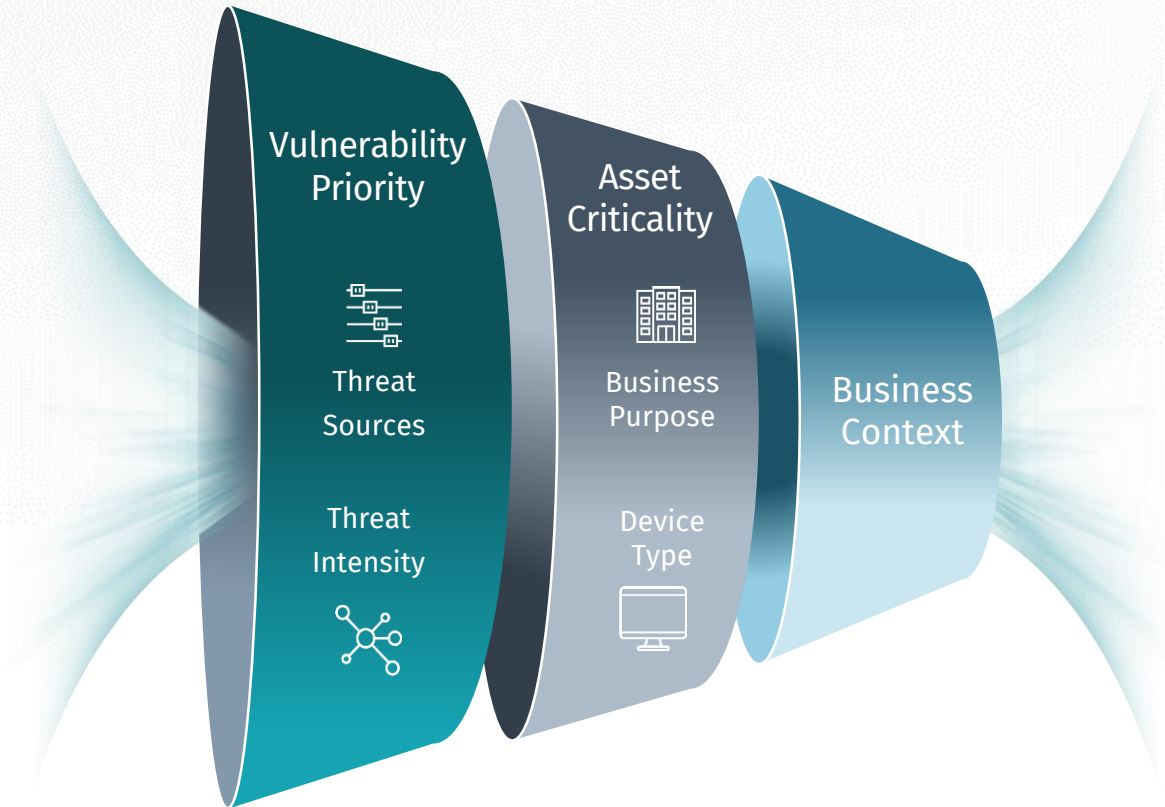 Vulnerability
Priority
Threat
Sources
Threat
Intensity
Asset
Criticality
Business
Purpose
Device
Type
Business
Context